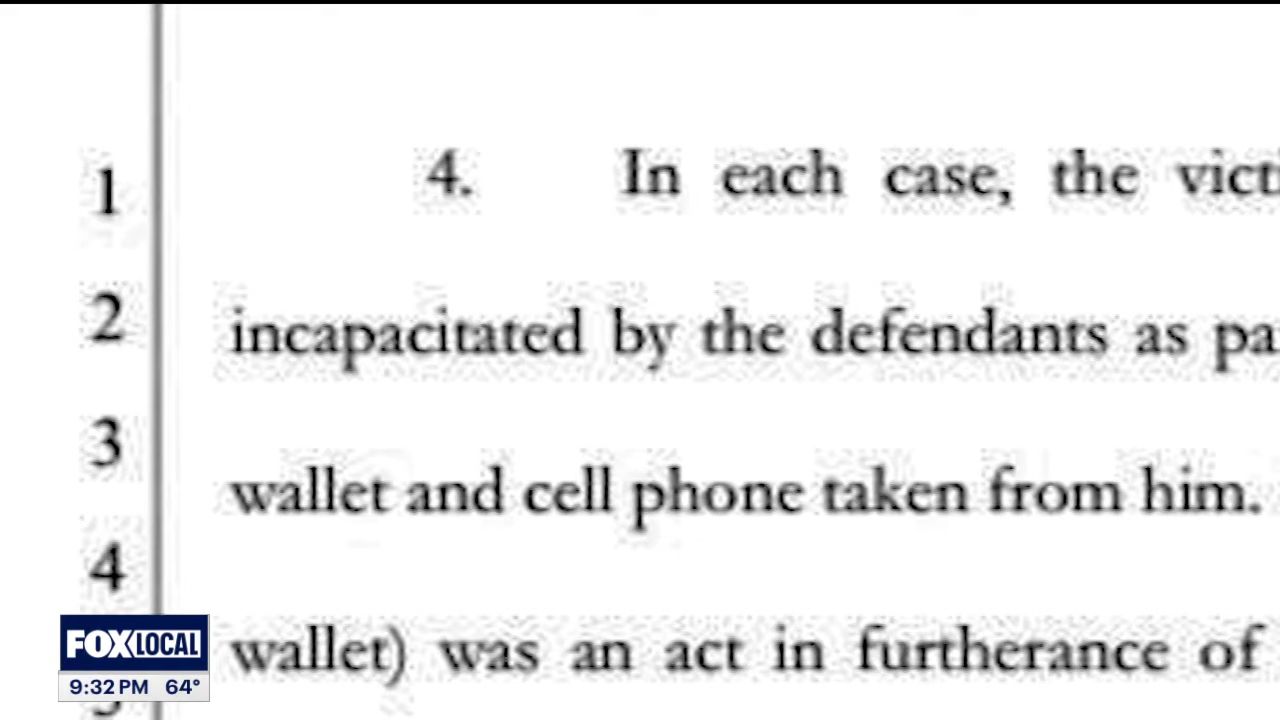 1 4. In each case, the victi
2 incapacitated by the defendants as pa
3 wallet and cell phone taken from him.
4
wallet) was an act in furtherance of
FOX LOCAL
9:32 PM 64°